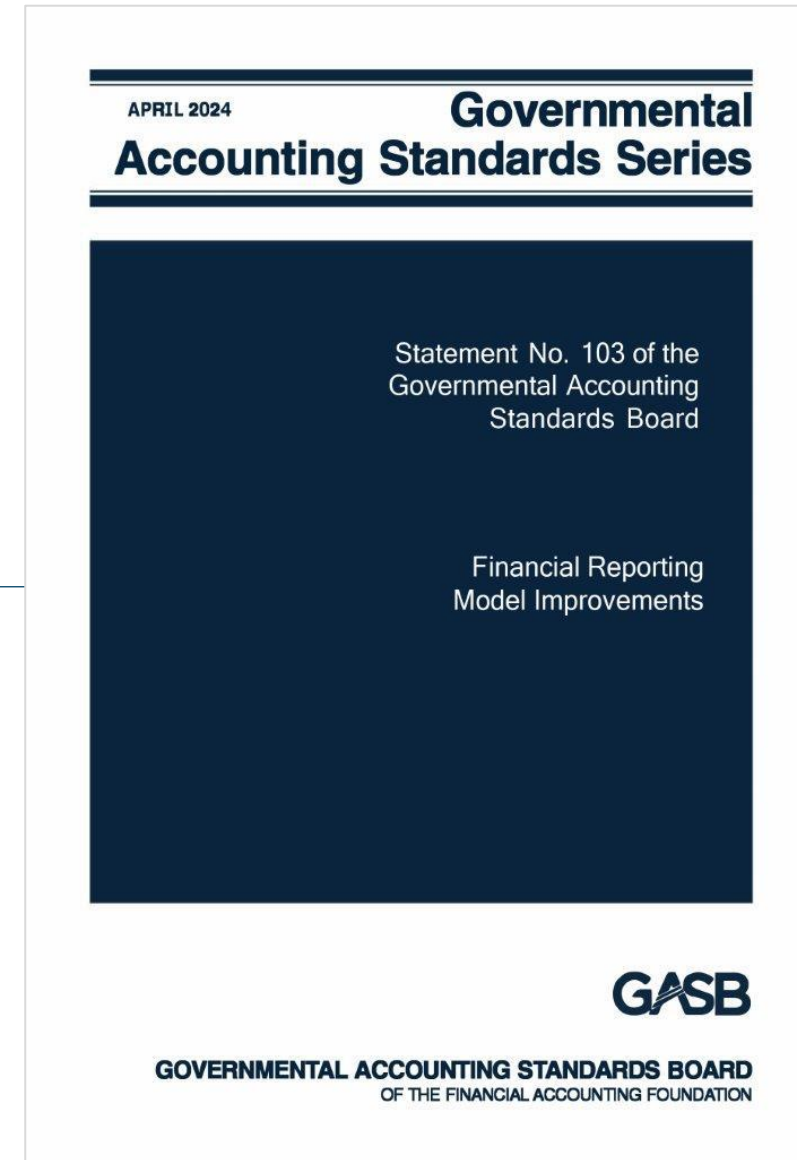 APRIL 2024
Governmental
Accounting Standards Series
Statement No. 103 of the
Governmental Accounting
Standards Board
Financial Reporting
Model Improvements
GASB
GOVERNMENTAL ACCOUNTING STANDARDS BOARD
OF THE FINANCIAL ACCOUNTING FOUNDATION